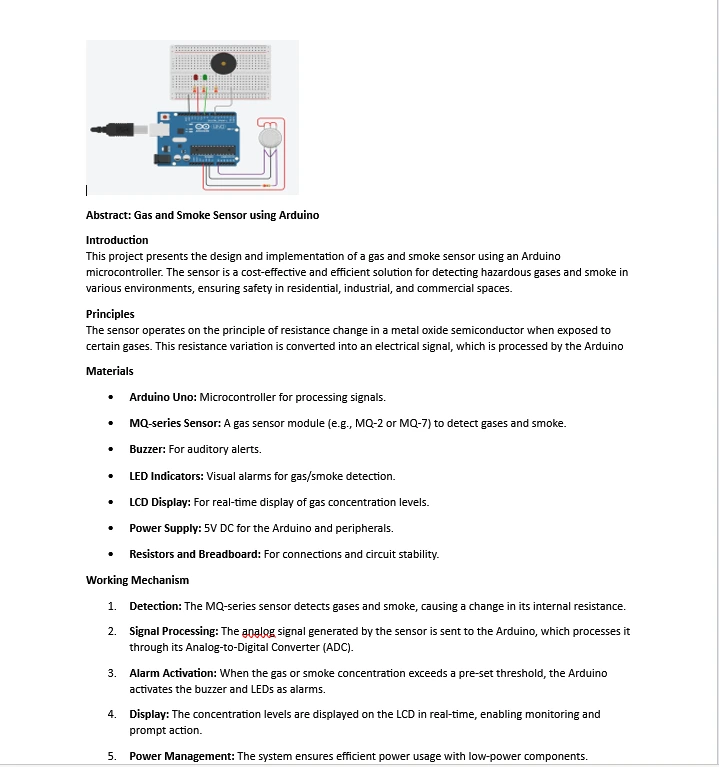 Abstract: Gas and Smoke Sensor using Arduino
Introduction
This project presents the design and implementation of a gas and smoke sensor using an Arduino
microcontroller. The sensor is a cost-effective and efficient solution for detecting hazardous gases and smoke in
various environments, ensuring safety in residential, industrial, and commercial spaces.
Principles
The sensor operates on the principle of resistance change in a metal oxide semiconductor when exposed to
certain gases. This resistance variation is converted into an electrical signal, which is processed by the Arduino
Materials
• Arduino Uno: Microcontroller for processing signals.
• MQ-series Sensor: A gas sensor module (e.g., MQ-2 or MQ-7) to detect gases and smoke.
• Buzzer: For auditory alerts.
• LED Indicators: Visual alarms for gas/smoke detection.
• LCD Display: For real-time display of gas concentration levels.
• Power Supply: 5V DC for the Arduino and peripherals.
• Resistors and Breadboard: For connections and circuit stability.
Working Mechanism
1. Detection: The MQ-series sensor detects gases and smoke, causing a change in its internal resistance.
2. Signal Processing: The analog signal generated by the sensor is sent to the Arduino, which processes it
through its Analog-to-Digital Converter (ADC).
3. Alarm Activation: When the gas or smoke concentration exceeds a pre-set threshold, the Arduino
activates the buzzer and LEDs as alarms.
4. Display: The concentration levels are displayed on the LCD in real-time, enabling monitoring and
prompt action.
5. Power Management: The system ensures efficient power usage with low-power components.